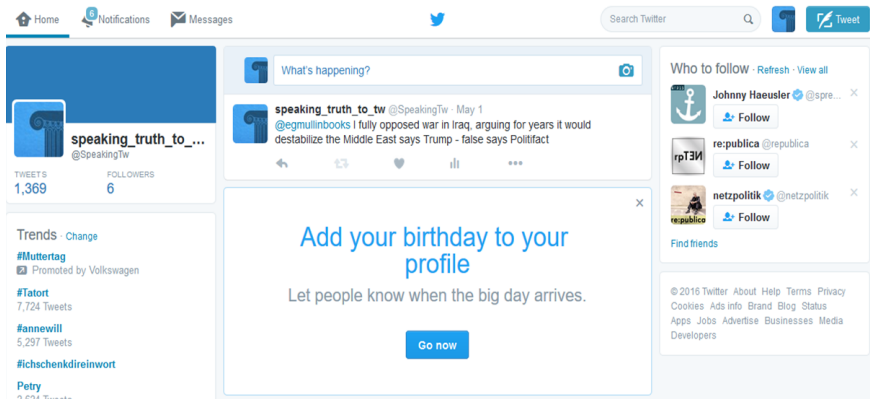 Home 6 Notifications Messages Search Twitter Tweet
speaking_truth_to_...
@SpeakingTw
TWEETS FOLLOWERS
1,369 6
Trends · Change
#Muttertag
Promoted by Volkswagen
#Tatort
7,724 Tweets
#annewill
5,297 Tweets
#ichschenkdireinwort
Petry
What's happening?
speaking_truth_to_tw @SpeakingTw · May 1
@egmullinbooks I fully opposed war in Iraq, arguing for years it would
destabilize the Middle East says Trump - false says Politifact
Add your birthday to your
profile
Let people know when the big day arrives.
Go now
Who to follow · Refresh · View all
Johnny Haeusler @spre...
Follow
re:publica @republica
Follow
netzpolitik @netzpolitik
re:publica
Follow
Find friends
© 2016 Twitter About Help Terms Privacy
Cookies Ads info Brand Blog Status
Apps Jobs Advertise Businesses Media
Developers